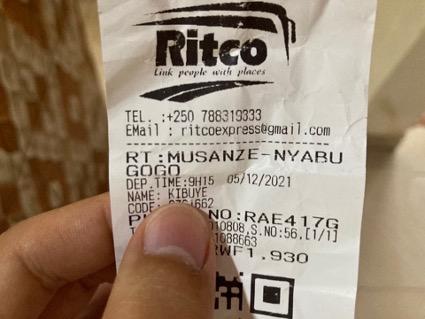 Ritco
Link people with places
TEL. :+250 788319333
EMail : ritcoexpress@gmail.com
RT:MUSANZE-NYABU
GOGO
DEP.TIME:9H15 05/12/2021
NAME: KIBUYE
CODE:
NO:RAE417G
S.NO:56.[1/1]
RWF1.930